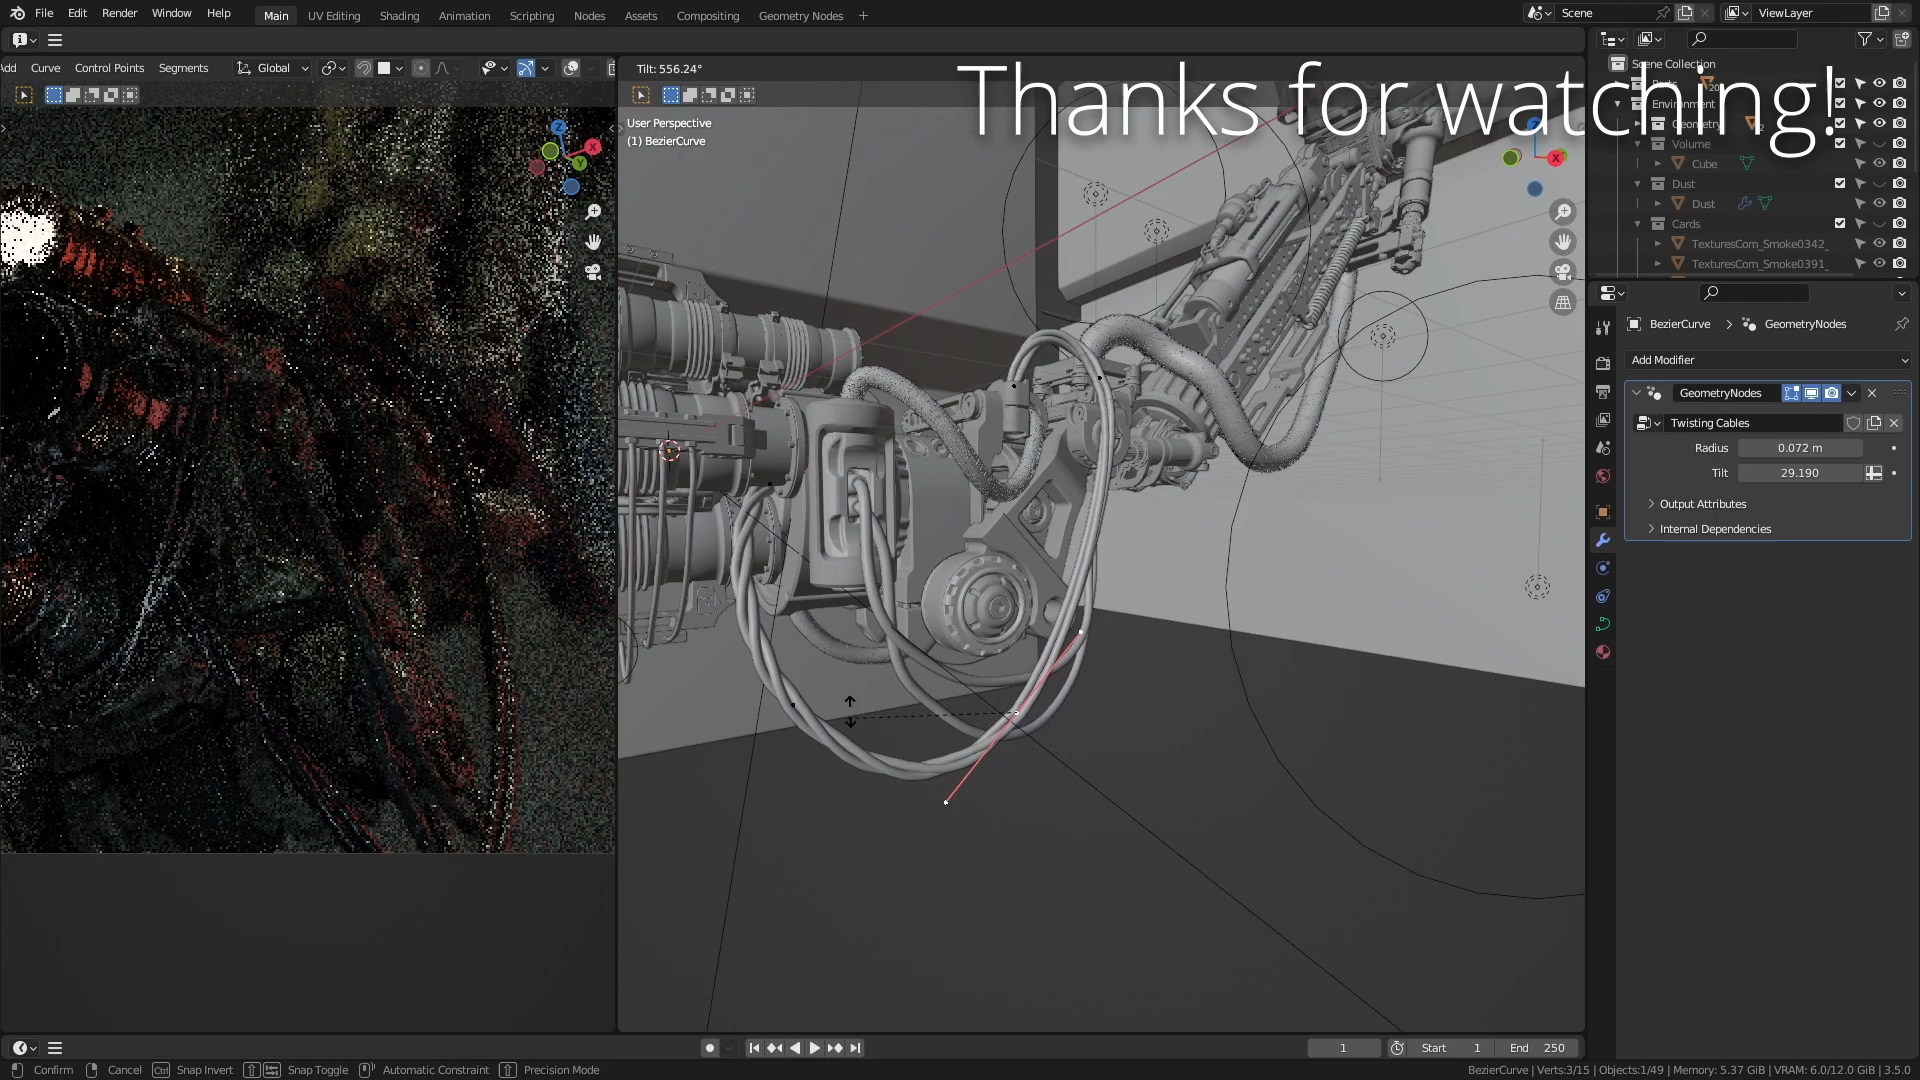 File Edit Render Window Help
Main UV Editing Shading Animation Scripting Nodes Assets Compositing Geometry Nodes +
Scene
ViewLayer
Curve Control Points Segments
Global
Tilt: 556.24°
Thanks for watching!
User Perspective
(1) BezierCurve
Scene Collection
Environment
Geometry
Volume
Cube
Dust
Dust
Cards
TexturesCom_Smoke0342_
TexturesCom_Smoke0391_
BezierCurve > GeometryNodes
Add Modifier
GeometryNodes
Twisting Cables
Radius 0.072 m
Tilt 29.190
Output Attributes
Internal Dependencies
1
Start 1
End 250
Confirm Cancel Ctrl Snap Invert Snap Toggle Automatic Constraint Precision Mode
BezierCurve | Verts:3/15 | Objects:1/49 | Memory: 5.37 GiB | VRAM: 6.0/12.0 GiB | 3.5.0